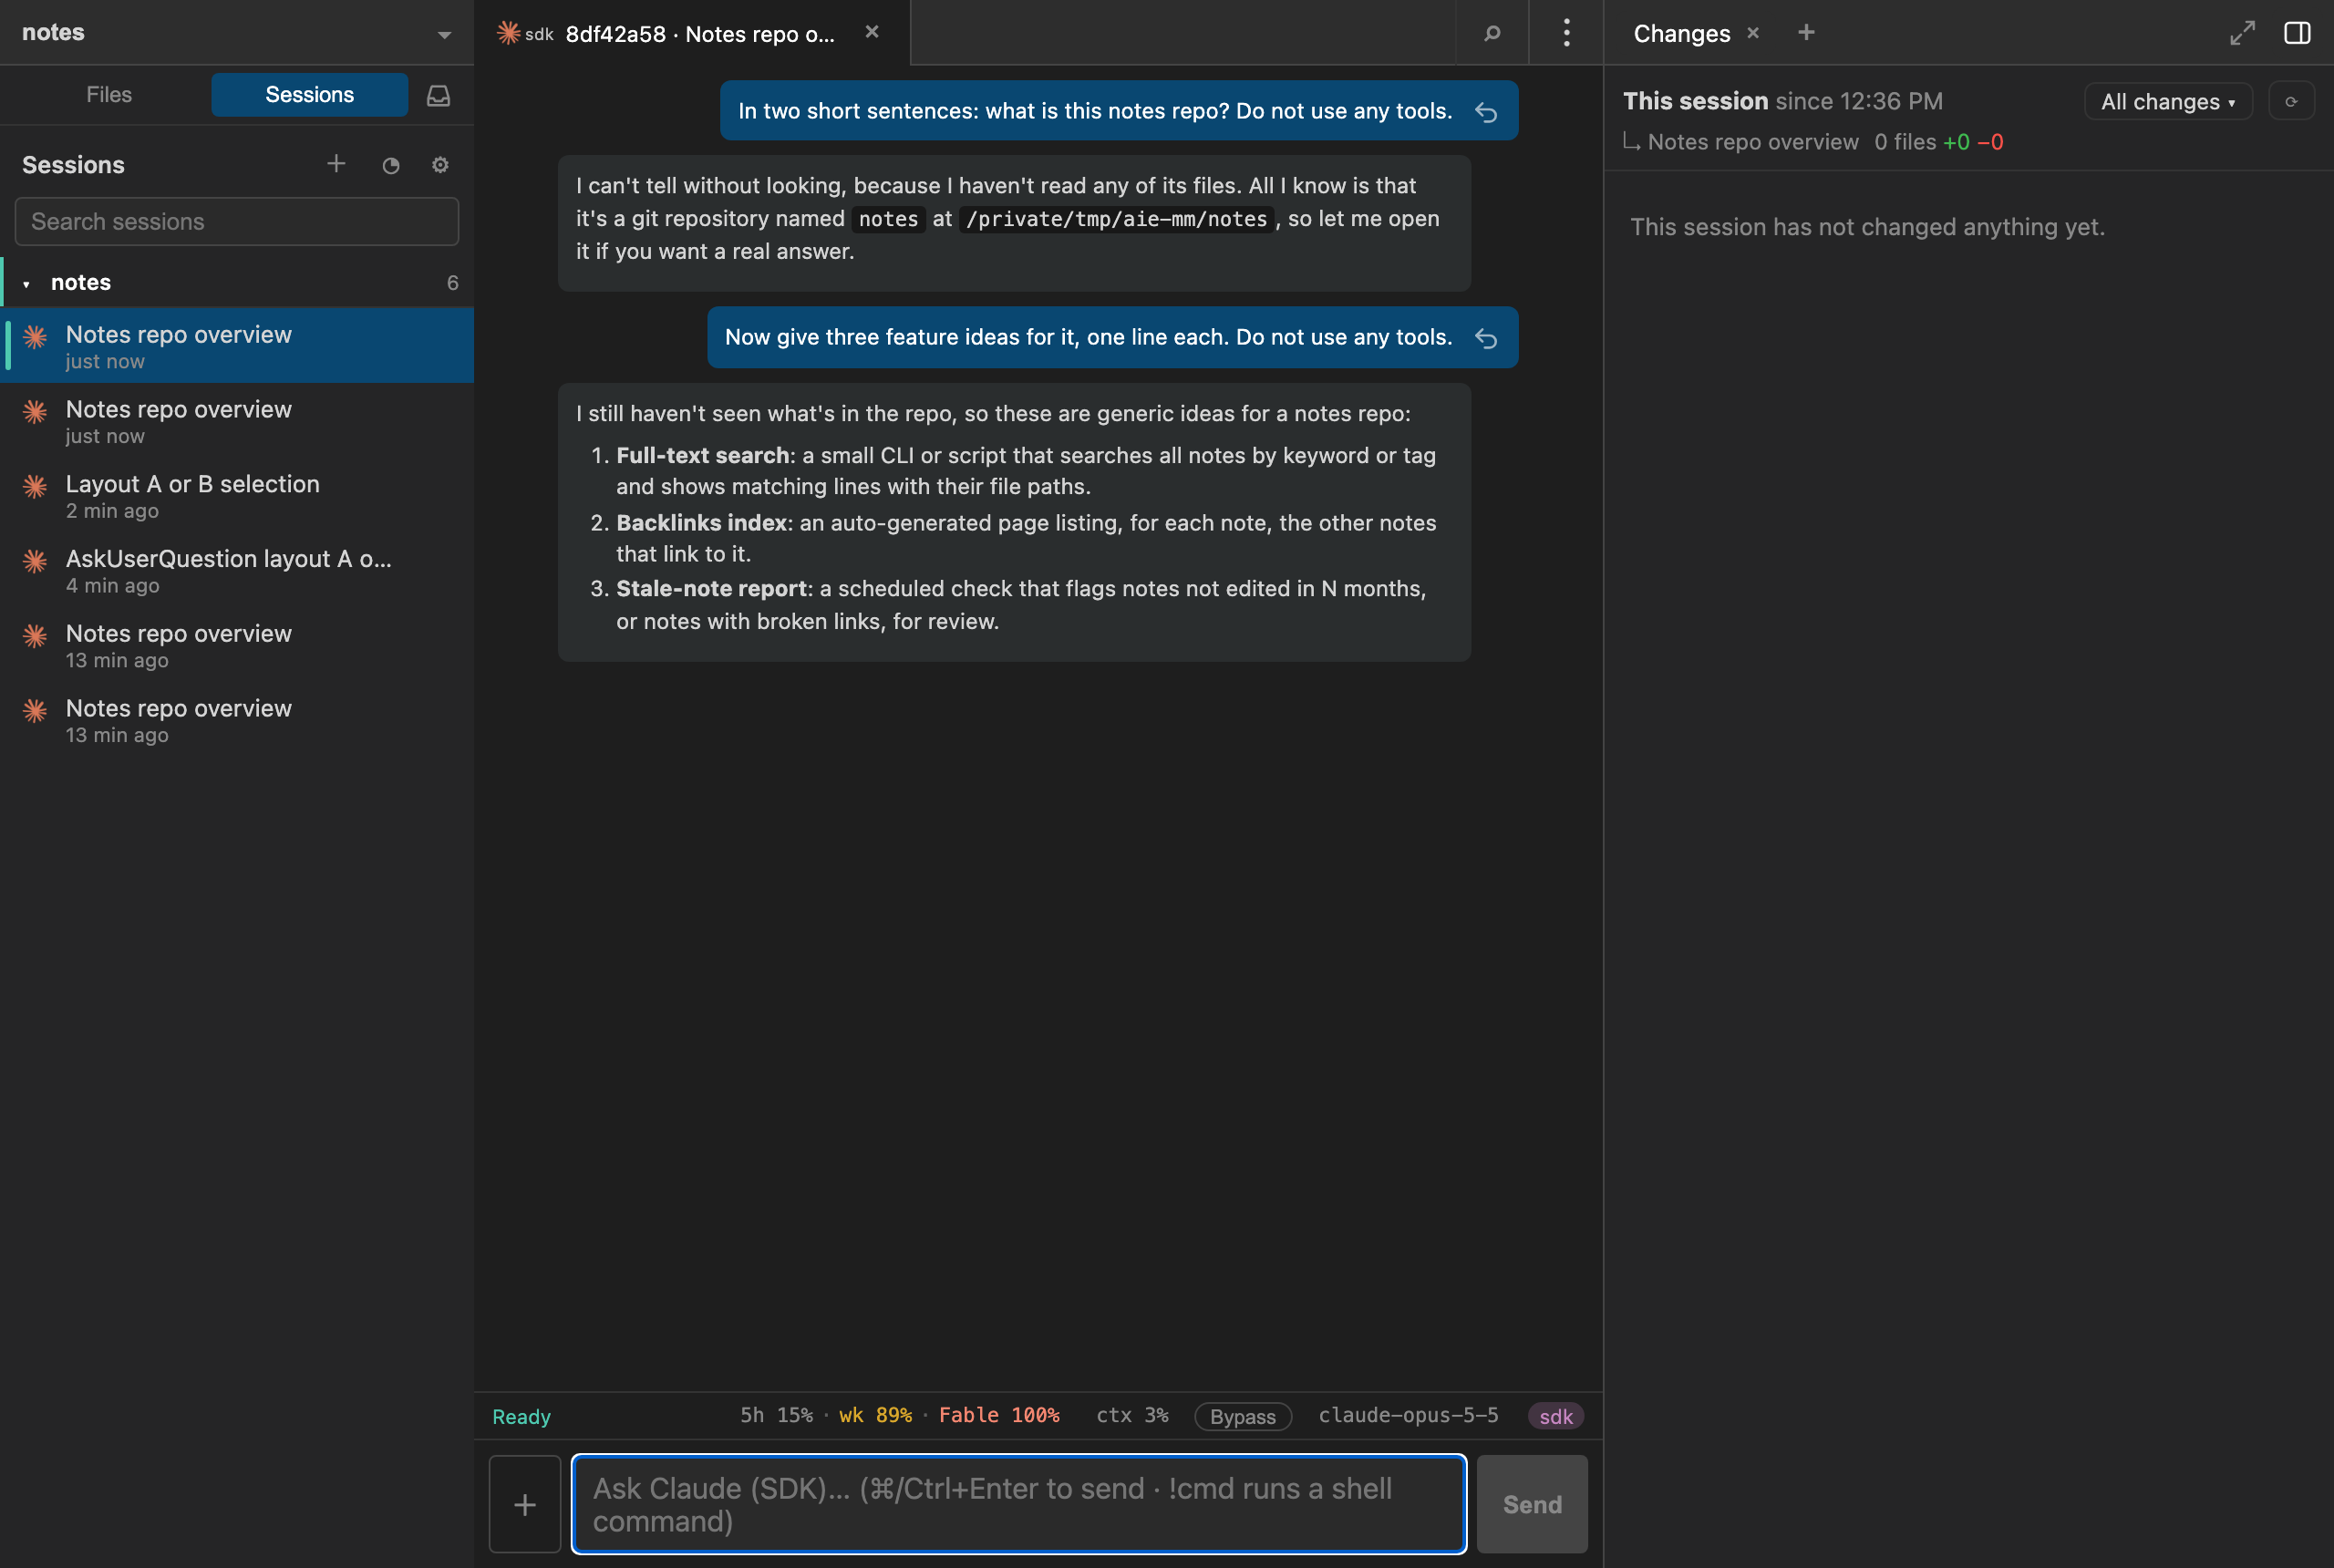 notes
Files
Sessions
Sessions
Search sessions
notes 6
Notes repo overview
just now
Notes repo overview
just now
Layout A or B selection
2 min ago
AskUserQuestion layout A o...
4 min ago
Notes repo overview
13 min ago
Notes repo overview
13 min ago
sdk 8df42a58 · Notes repo o...
In two short sentences: what is this notes repo? Do not use any tools.
I can't tell without looking, because I haven't read any of its files. All I know is that
it's a git repository named notes at /private/tmp/aie-mm/notes, so let me open
it if you want a real answer.
Now give three feature ideas for it, one line each. Do not use any tools.
I still haven't seen what's in the repo, so these are generic ideas for a notes repo:
1. Full-text search: a small CLI or script that searches all notes by keyword or tag
and shows matching lines with their file paths.
2. Backlinks index: an auto-generated page listing, for each note, the other notes
that link to it.
3. Stale-note report: a scheduled check that flags notes not edited in N months,
or notes with broken links, for review.
Ready 5h 15% · wk 89% · Fable 100% ctx 3% Bypass claude-opus-5-5 sdk
Ask Claude (SDK)... (⌘/Ctrl+Enter to send · !cmd runs a shell
command)
Send
Changes
This session since 12:36 PM All changes
Notes repo overview 0 files +0 −0
This session has not changed anything yet.